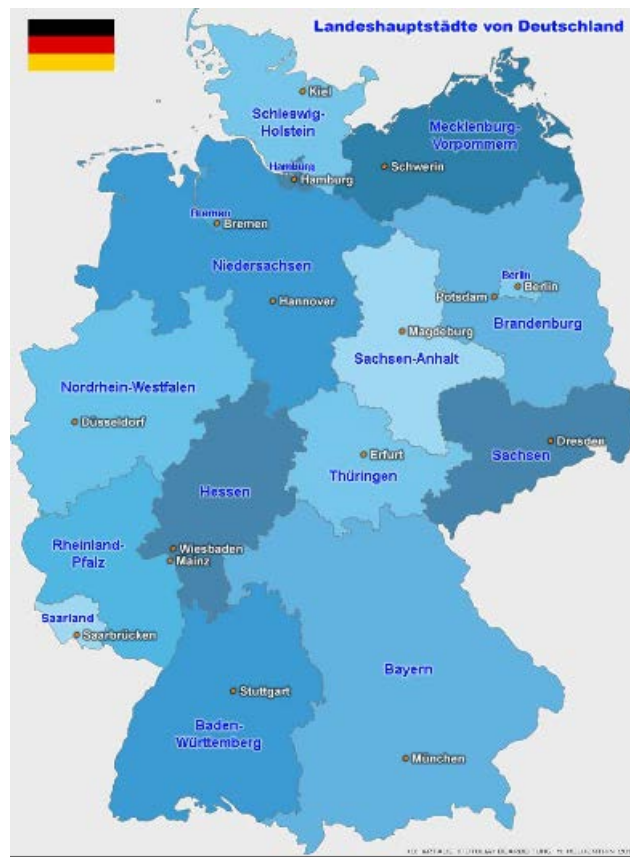 Landeshauptstädte von Deutschland
Kiel
Schleswig-
Holstein
Mecklenburg-
Vorpommern
Hamburg
Schwerin
Hamburg
Bremen
Bremen
Niedersachsen
Berlin
Berlin
Potsdam
Hannover
Brandenburg
Magdeburg
Sachsen-Anhalt
Nordrhein-Westfalen
Düsseldorf
Dresden
Erfurt
Sachsen
Thüringen
Hessen
Rheinland-
Pfalz
Wiesbaden
Mainz
Saarland
Saarbrücken
Bayern
Stuttgart
Baden-
Württemberg
München